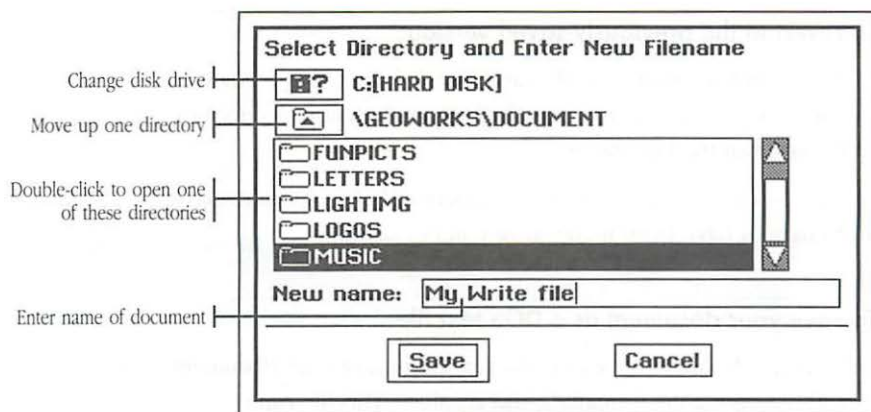 Select Directory and Enter New Filename
Change disk drive
? C:[HARD DISK]
Move up one directory
\GEOWORKS\DOCUMENT
FUNPICTS
LETTERS
Double-click to open one
of these directories
LIGHTIMG
LOGOS
MUSIC
New name: My Write file
Enter name of document
Save Cancel